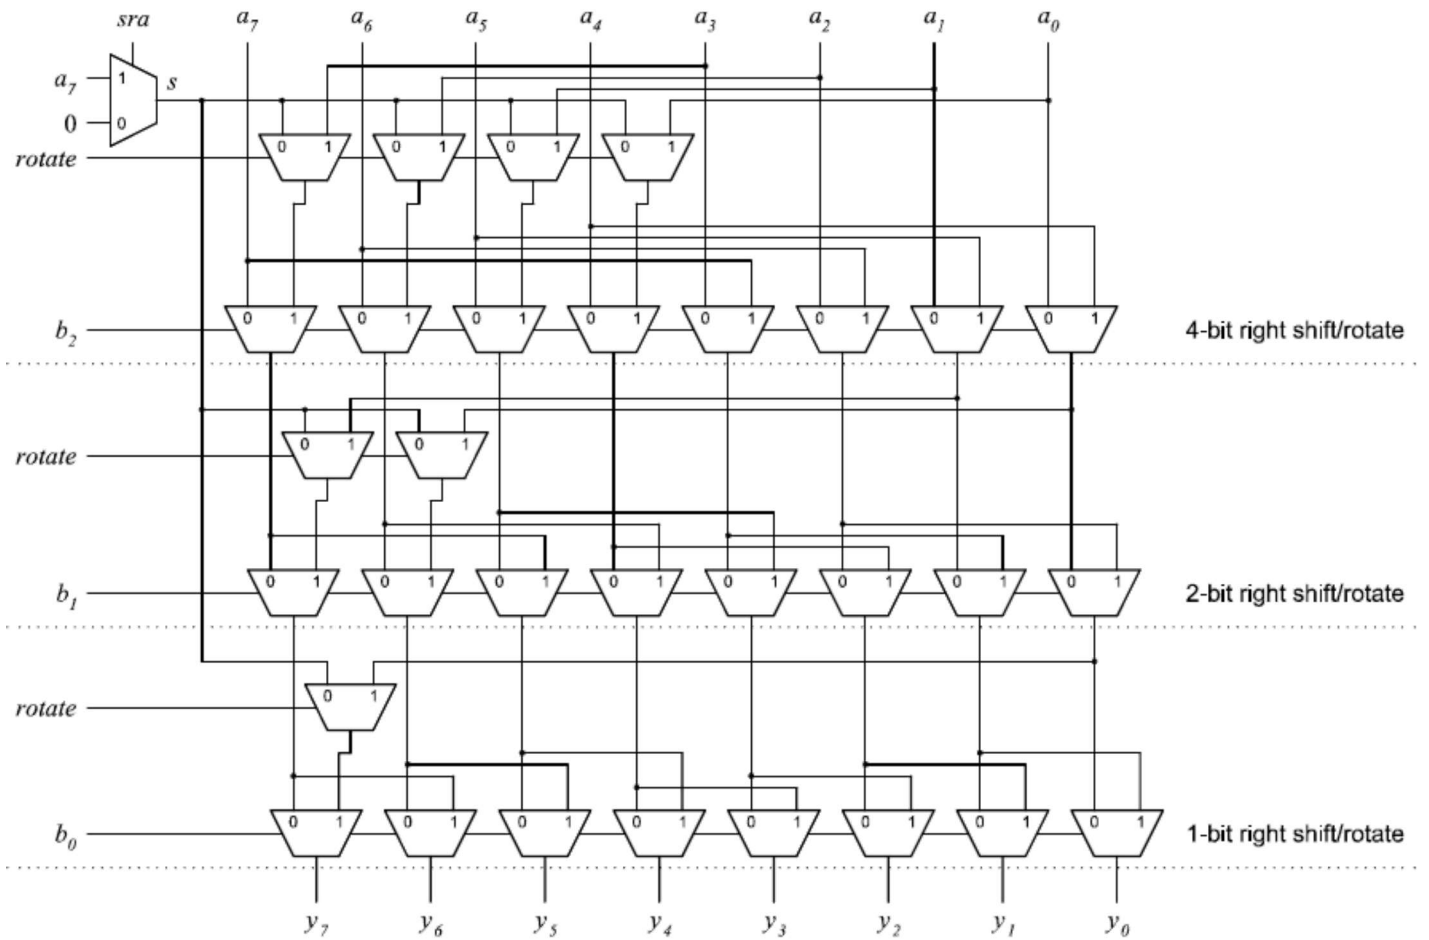 sra a₇ a₆ a₅ a₄ a₃ a₂ a₁ a₀
a₇ 1 s
0 0
rotate 0 1 0 1 0 1 0 1
b₂ 0 1 0 1 0 1 0 1 0 1 0 1 0 1 0 1 4-bit right shift/rotate
rotate 0 1 0 1
b₁ 0 1 0 1 0 1 0 1 0 1 0 1 0 1 0 1 2-bit right shift/rotate
rotate 0 1
b₀ 0 1 0 1 0 1 0 1 0 1 0 1 0 1 0 1 1-bit right shift/rotate
y₇ y₆ y₅ y₄ y₃ y₂ y₁ y₀